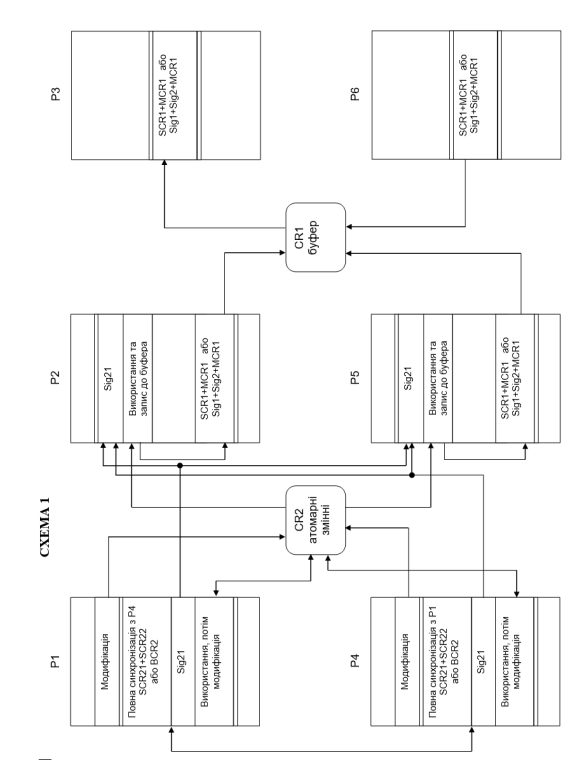 СХЕМА 1
P1
Модифікація
Повна синхронізація з P4
SCR21+SCR22
або BCR2
Sig21
Використання, потім
модифікація
P4
Модифікація
Повна синхронізація з P1
SCR21+SCR22
або BCR2
Sig21
Використання, потім
модифікація
CR2
атомарні
змінні
P2
Sig21
Використання та
запис до буфера
SCR1+MCR1 або
Sig1+Sig2+MCR1
P5
Sig21
Використання та
запис до буфера
SCR1+MCR1 або
Sig1+Sig2+MCR1
CR1
буфер
P3
SCR1+MCR1 або
Sig1+Sig2+MCR1
P6
SCR1+MCR1 або
Sig1+Sig2+MCR1